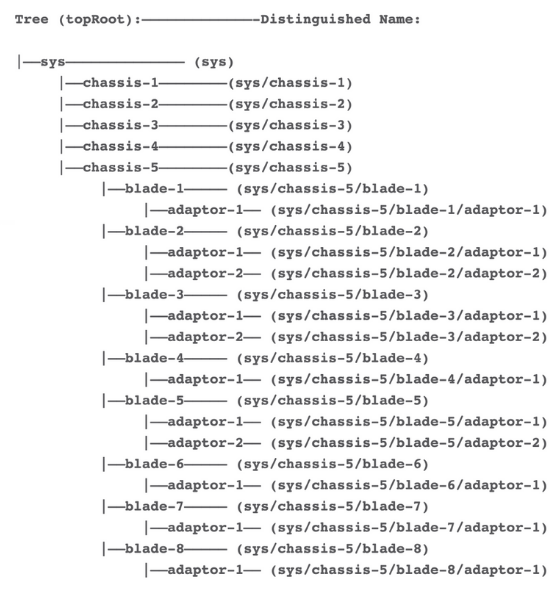 Tree (topRoot):—————————————–Distinguished Name:
|——sys—————————————— (sys)
|——chassis-1————————(sys/chassis-1)
|——chassis-2————————(sys/chassis-2)
|——chassis-3————————(sys/chassis-3)
|——chassis-4————————(sys/chassis-4)
|——chassis-5————————(sys/chassis-5)
|——blade-1—————— (sys/chassis-5/blade-1)
|——adaptor-1—— (sys/chassis-5/blade-1/adaptor-1)
|——blade-2—————— (sys/chassis-5/blade-2)
|——adaptor-1—— (sys/chassis-5/blade-2/adaptor-1)
|——adaptor-2—— (sys/chassis-5/blade-2/adaptor-2)
|——blade-3—————— (sys/chassis-5/blade-3)
|——adaptor-1—— (sys/chassis-5/blade-3/adaptor-1)
|——adaptor-2—— (sys/chassis-5/blade-3/adaptor-2)
|——blade-4—————— (sys/chassis-5/blade-4)
|——adaptor-1—— (sys/chassis-5/blade-4/adaptor-1)
|——blade-5—————— (sys/chassis-5/blade-5)
|——adaptor-1—— (sys/chassis-5/blade-5/adaptor-1)
|——adaptor-2—— (sys/chassis-5/blade-5/adaptor-2)
|——blade-6—————— (sys/chassis-5/blade-6)
|——adaptor-1—— (sys/chassis-5/blade-6/adaptor-1)
|——blade-7—————— (sys/chassis-5/blade-7)
|——adaptor-1—— (sys/chassis-5/blade-7/adaptor-1)
|——blade-8—————— (sys/chassis-5/blade-8)
|——adaptor-1—— (sys/chassis-5/blade-8/adaptor-1)